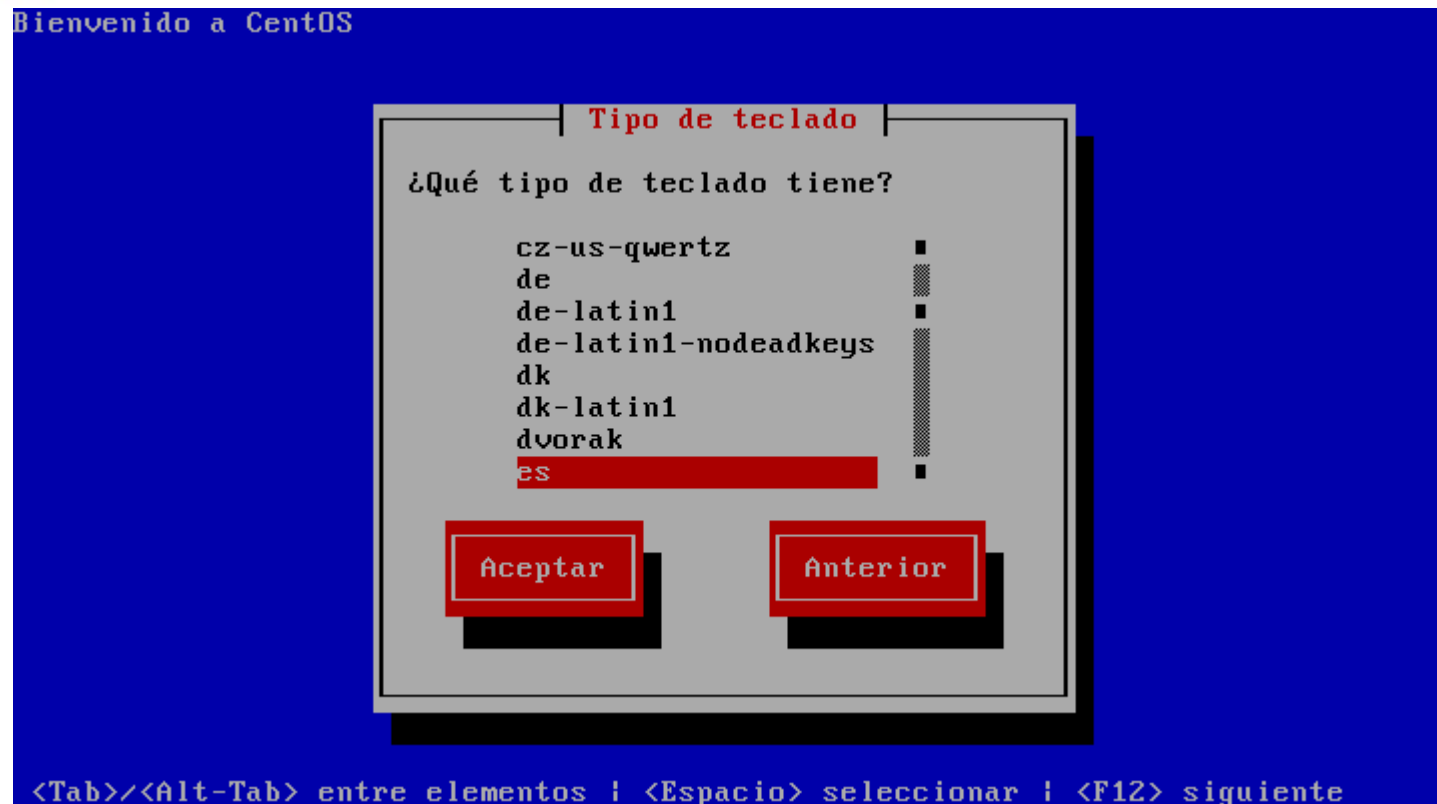 Bienvenido a CentOS
Tipo de teclado
¿Qué tipo de teclado tiene?
cz-us-qwertz
de
de-latin1
de-latin1-nodeadkeys
dk
dk-latin1
dvorak
es
Aceptar Anterior
<Tab>/<Alt-Tab> entre elementos ¦ <Espacio> seleccionar ¦ <F12> siguiente